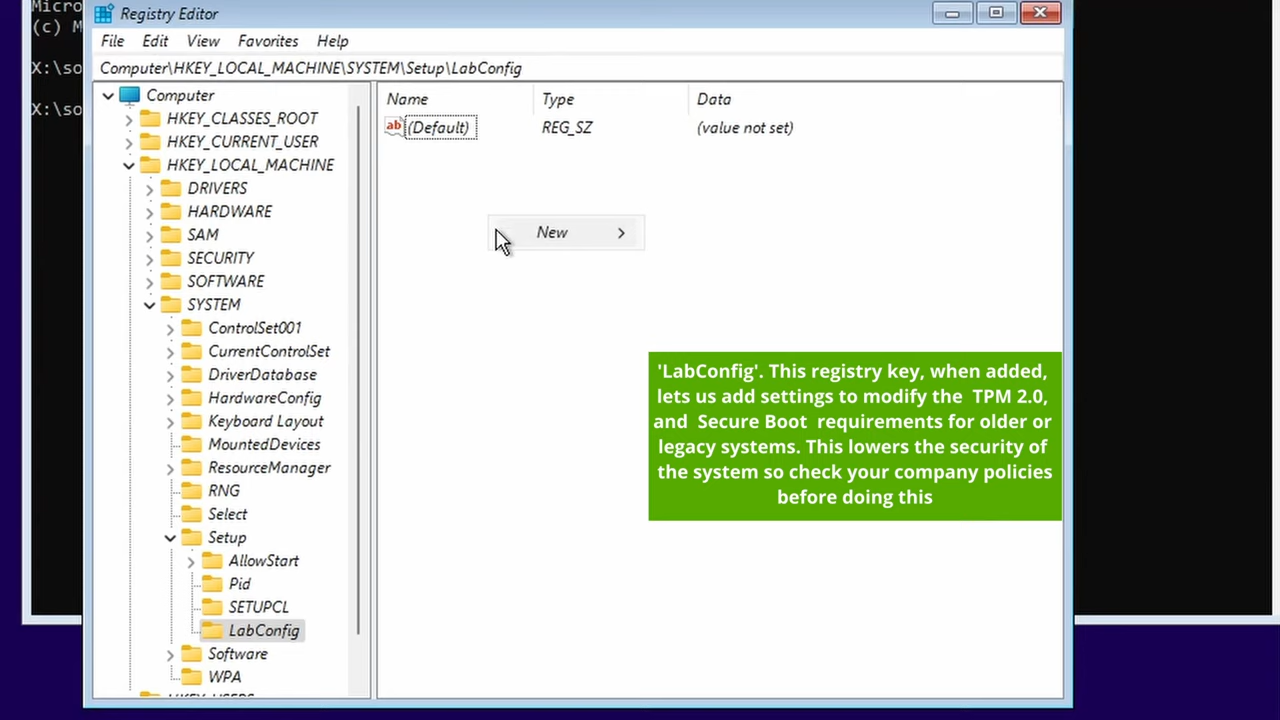 Micro
(c) M
X:\so
X:\so
Registry Editor
File Edit View Favorites Help
Computer\HKEY_LOCAL_MACHINE\SYSTEM\Setup\LabConfig
Computer
HKEY_CLASSES_ROOT
HKEY_CURRENT_USER
HKEY_LOCAL_MACHINE
DRIVERS
HARDWARE
SAM
SECURITY
SOFTWARE
SYSTEM
ControlSet001
CurrentControlSet
DriverDatabase
HardwareConfig
Keyboard Layout
MountedDevices
ResourceManager
RNG
Select
Setup
AllowStart
Pid
SETUPCL
LabConfig
Software
WPA
HKEY_USERS
Name Type Data
ab (Default) REG_SZ (value not set)
New
'LabConfig'. This registry key, when added,
lets us add settings to modify the TPM 2.0,
and Secure Boot requirements for older or
legacy systems. This lowers the security of
the system so check your company policies
before doing this